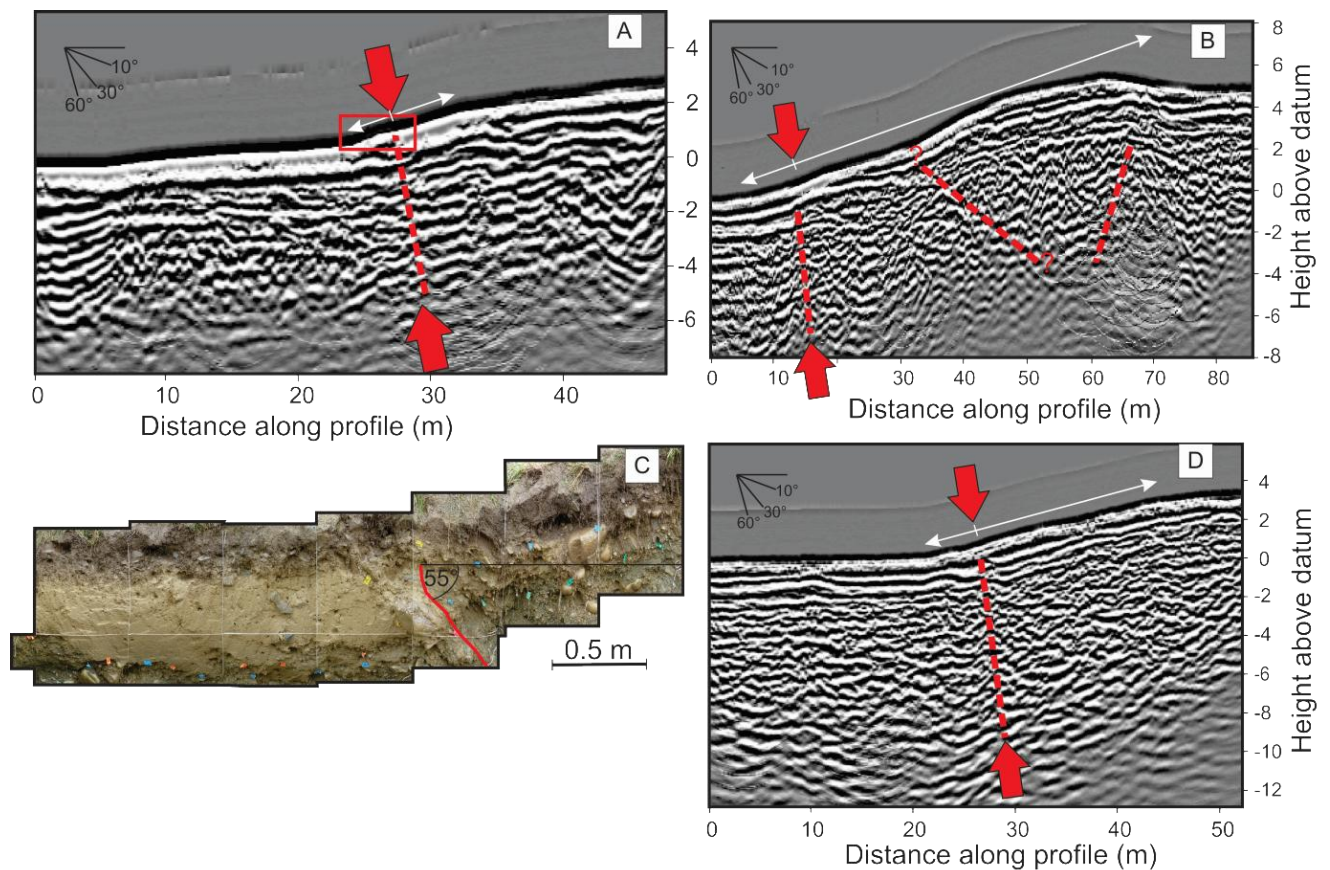 A
10°
30°
60°
4
2
0
-2
-4
-6
0 10 20 30 40
Distance along profile (m)
B
10°
30°
60°
?
?
8
6
4
2
0
-2
-4
-6
-8
Height above datum
0 10 20 30 40 50 60 70 80
Distance along profile (m)
C
55°
0.5 m
D
10°
30°
60°
4
2
0
-2
-4
-6
-8
-10
-12
Height above datum
0 10 20 30 40 50
Distance along profile (m)